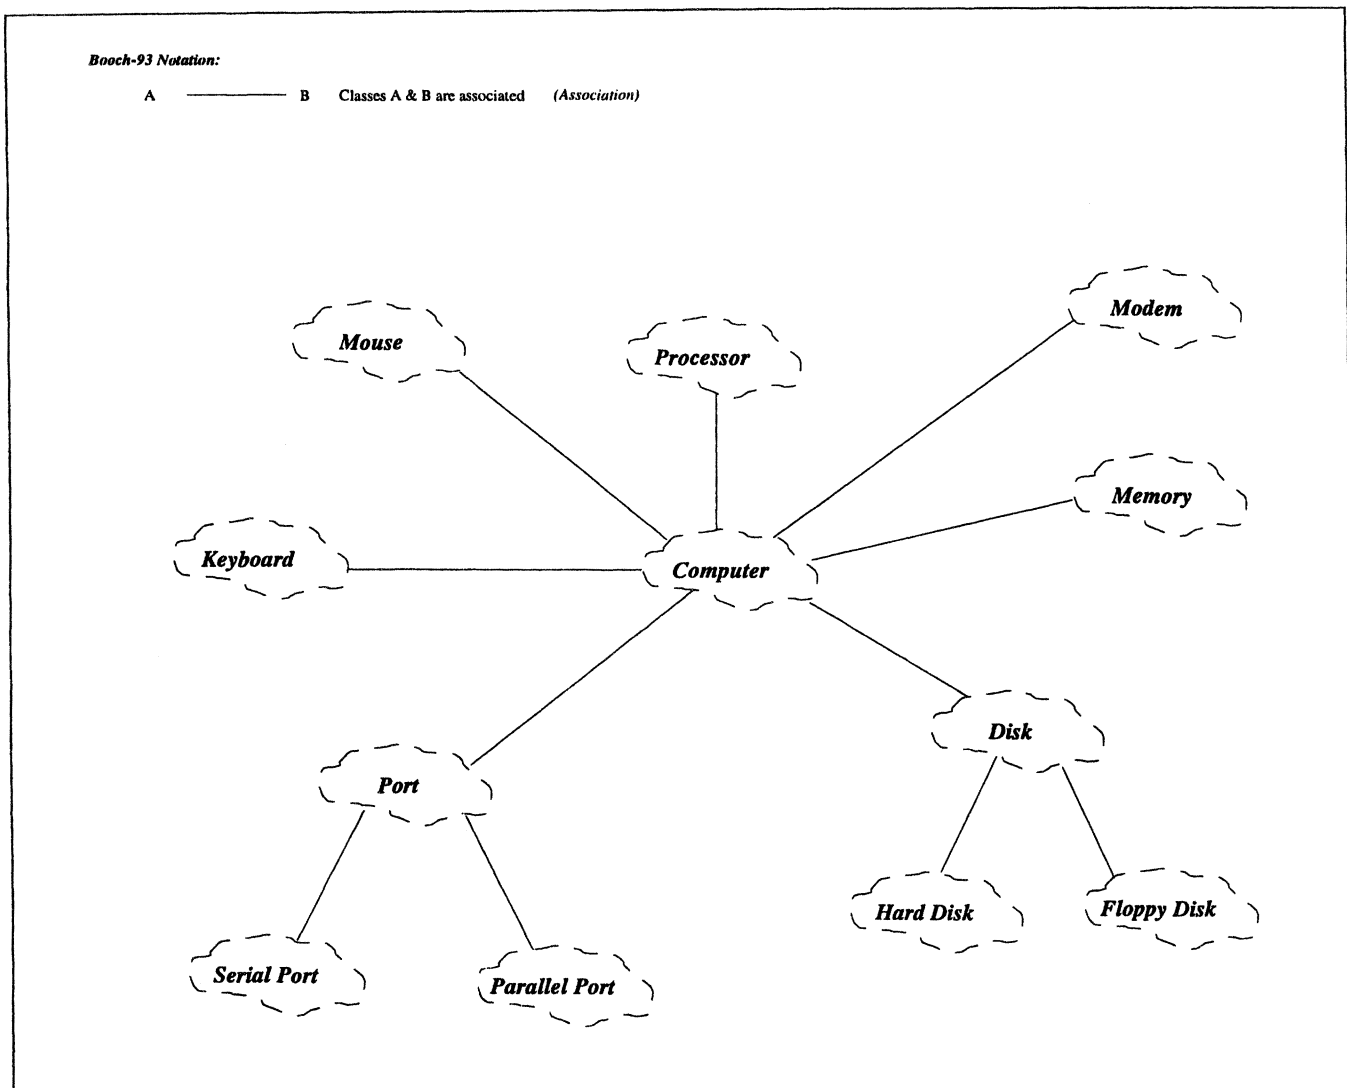 Booch-93 Notation:
A B Classes A & B are associated (Association)
Modem
Mouse
Processor
Memory
Keyboard
Computer
Disk
Port
Hard Disk
Floppy Disk
Serial Port
Parallel Port